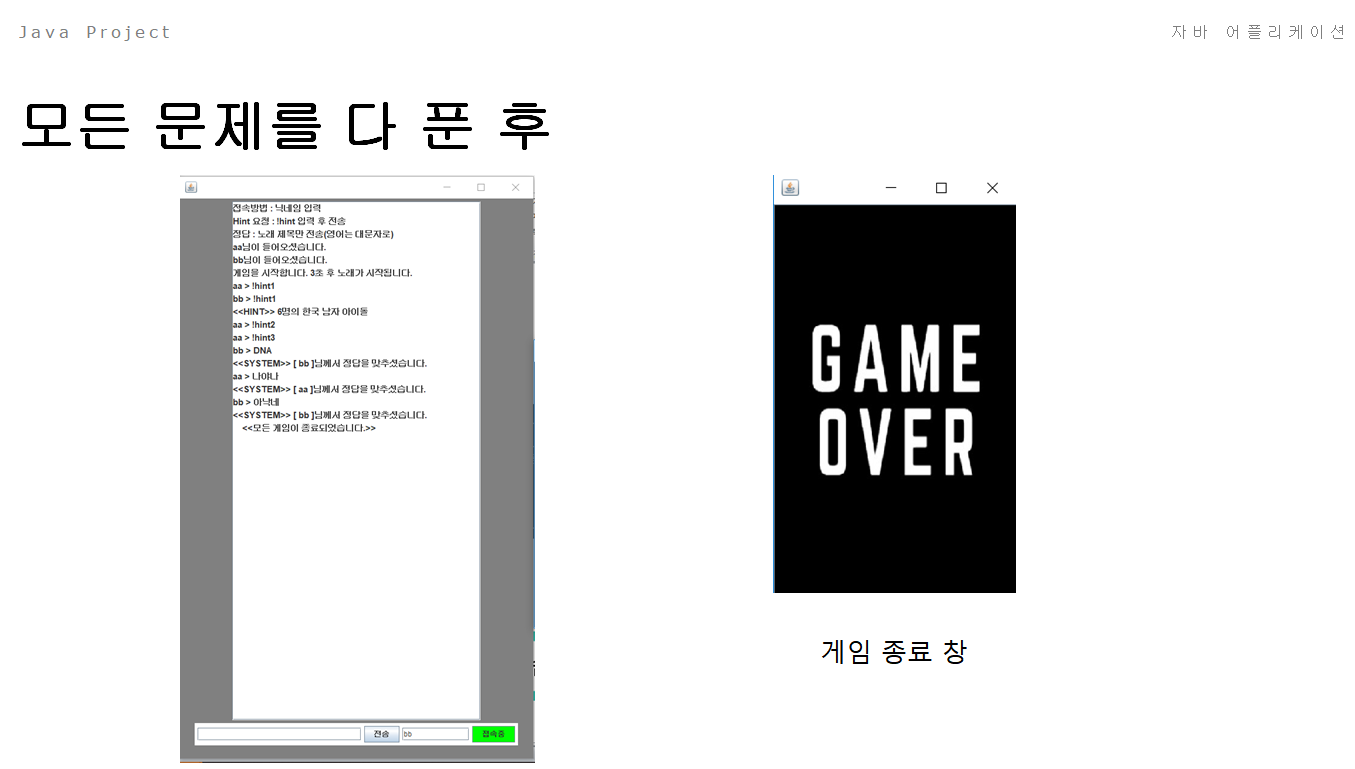 Java Project
자바 어플리케이션
모든 문제를 다 푼 후
접속방법 : 닉네임 입력
Hint 요청 : !hint 입력 후 전송
정답 : 노래 제목만 전송(영어는 대문자로)
aa님이 들어오셨습니다.
bb님이 들어오셨습니다.
게임을 시작합니다. 3초 후 노래가 시작됩니다.
aa > !hint1
bb > !hint1
<<HINT>> 6명의 한국 남자 아이돌
aa > !hint2
aa > !hint3
bb > DNA
<<SYSTEM>> [ bb ]님께서 정답을 맞추셨습니다.
aa > 나야나
<<SYSTEM>> [ aa ]님께서 정답을 맞추셨습니다.
bb > 아낙네
<<SYSTEM>> [ bb ]님께서 정답을 맞추셨습니다.
<<모든 게임이 종료되었습니다.>>
전송
bb
접속중
GAME
OVER
게임 종료 창